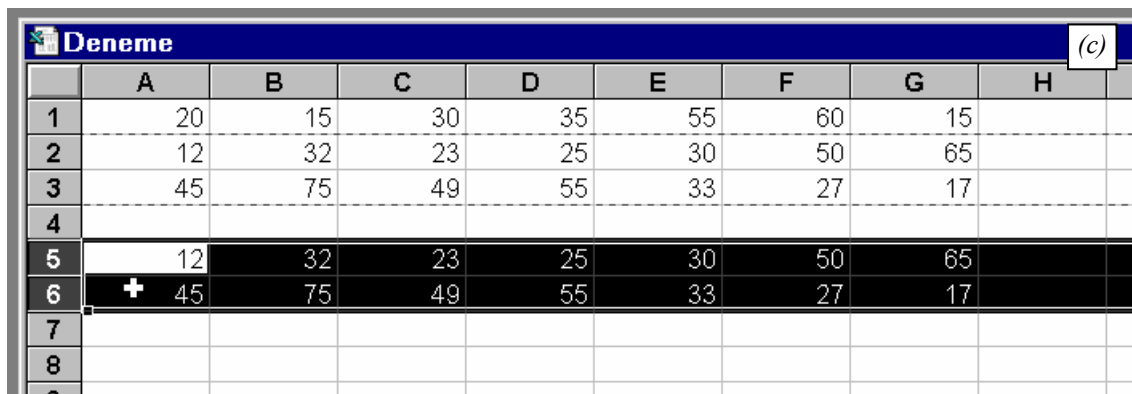 Deneme (c)
A B C D E F G H
1 20 15 30 35 55 60 15
2 12 32 23 25 30 50 65
3 45 75 49 55 33 27 17
4
5 12 32 23 25 30 50 65
6 45 75 49 55 33 27 17
7
8